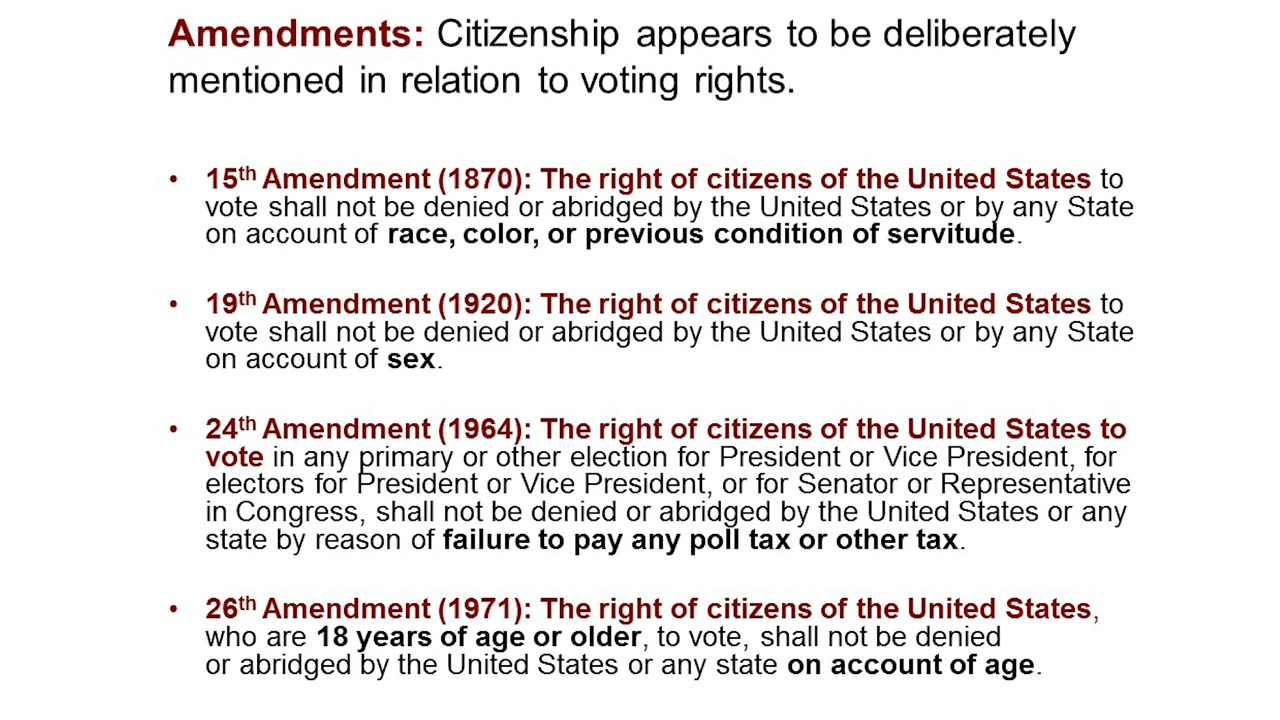 Amendments: Citizenship appears to be deliberately
mentioned in relation to voting rights.
• 15th Amendment (1870): The right of citizens of the United States to
vote shall not be denied or abridged by the United States or by any State
on account of race, color, or previous condition of servitude.
• 19th Amendment (1920): The right of citizens of the United States to
vote shall not be denied or abridged by the United States or by any State
on account of sex.
• 24th Amendment (1964): The right of citizens of the United States to
vote in any primary or other election for President or Vice President, for
electors for President or Vice President, or for Senator or Representative
in Congress, shall not be denied or abridged by the United States or any
state by reason of failure to pay any poll tax or other tax.
• 26th Amendment (1971): The right of citizens of the United States,
who are 18 years of age or older, to vote, shall not be denied
or abridged by the United States or any state on account of age.